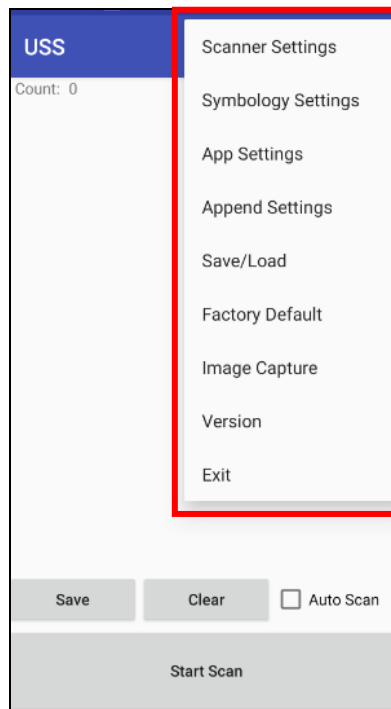 USS
Count: 0
Scanner Settings
Symbology Settings
App Settings
Append Settings
Save/Load
Factory Default
Image Capture
Version
Exit
Save
Clear
Auto Scan
Start Scan